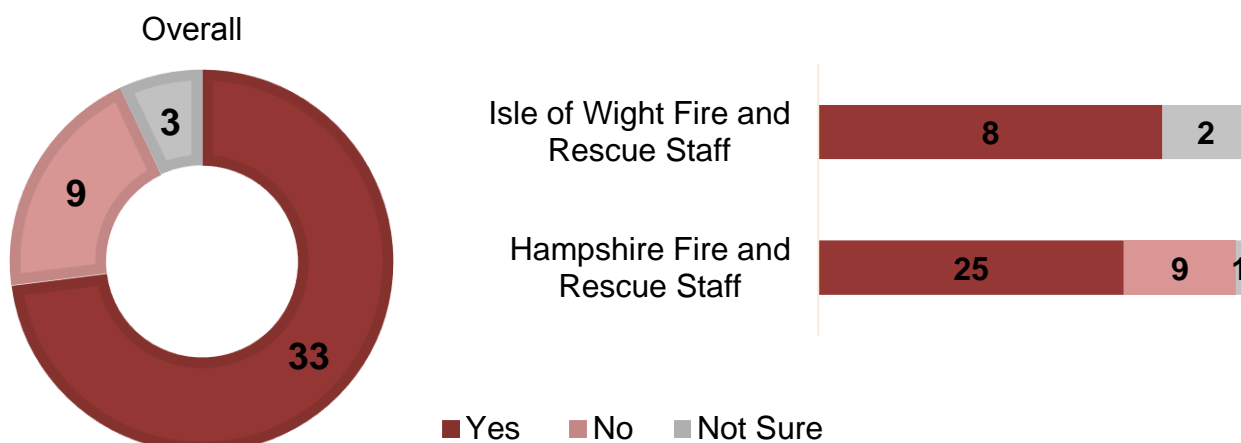 Overall
33
9
3
Isle of Wight Fire and
Rescue Staff
8
2
Hampshire Fire and
Rescue Staff
25
9
1
Yes
No
Not Sure